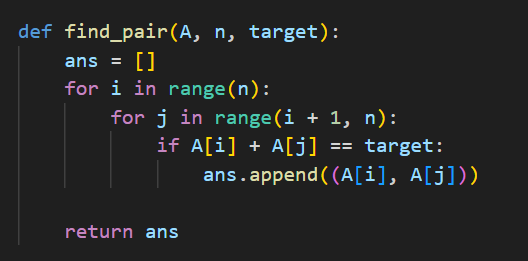 def find_pair(A, n, target):
    ans = []
    for i in range(n):
        for j in range(i + 1, n):
            if A[i] + A[j] == target:
                ans.append((A[i], A[j]))
    return ans